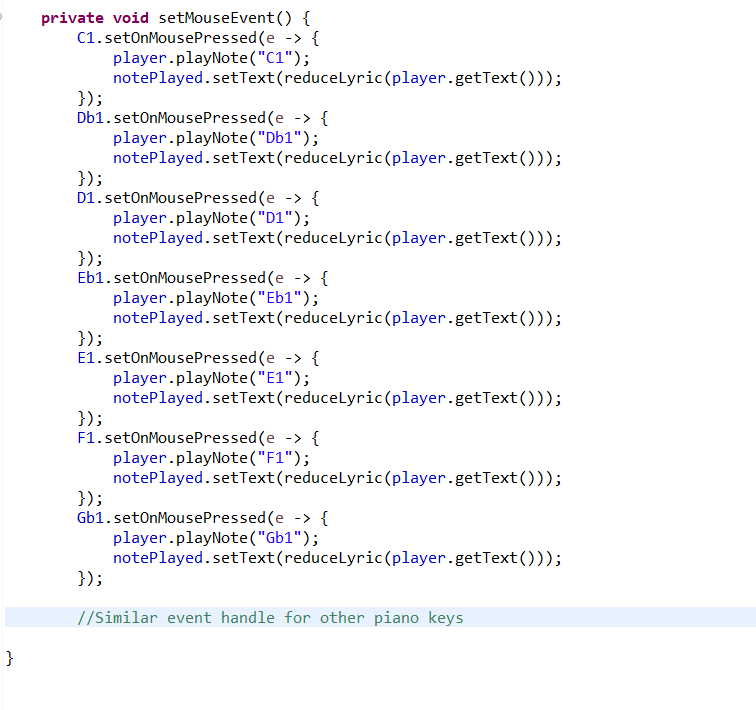 private void setMouseEvent() {
C1.setOnMousePressed(e -> {
player.playNote("C1");
notePlayed.setText(reduceLyric(player.getText()));
});
Db1.setOnMousePressed(e -> {
player.playNote("Db1");
notePlayed.setText(reduceLyric(player.getText()));
});
D1.setOnMousePressed(e -> {
player.playNote("D1");
notePlayed.setText(reduceLyric(player.getText()));
});
Eb1.setOnMousePressed(e -> {
player.playNote("Eb1");
notePlayed.setText(reduceLyric(player.getText()));
});
E1.setOnMousePressed(e -> {
player.playNote("E1");
notePlayed.setText(reduceLyric(player.getText()));
});
F1.setOnMousePressed(e -> {
player.playNote("F1");
notePlayed.setText(reduceLyric(player.getText()));
});
Gb1.setOnMousePressed(e -> {
player.playNote("Gb1");
notePlayed.setText(reduceLyric(player.getText()));
});
//Similar event handle for other piano keys
}